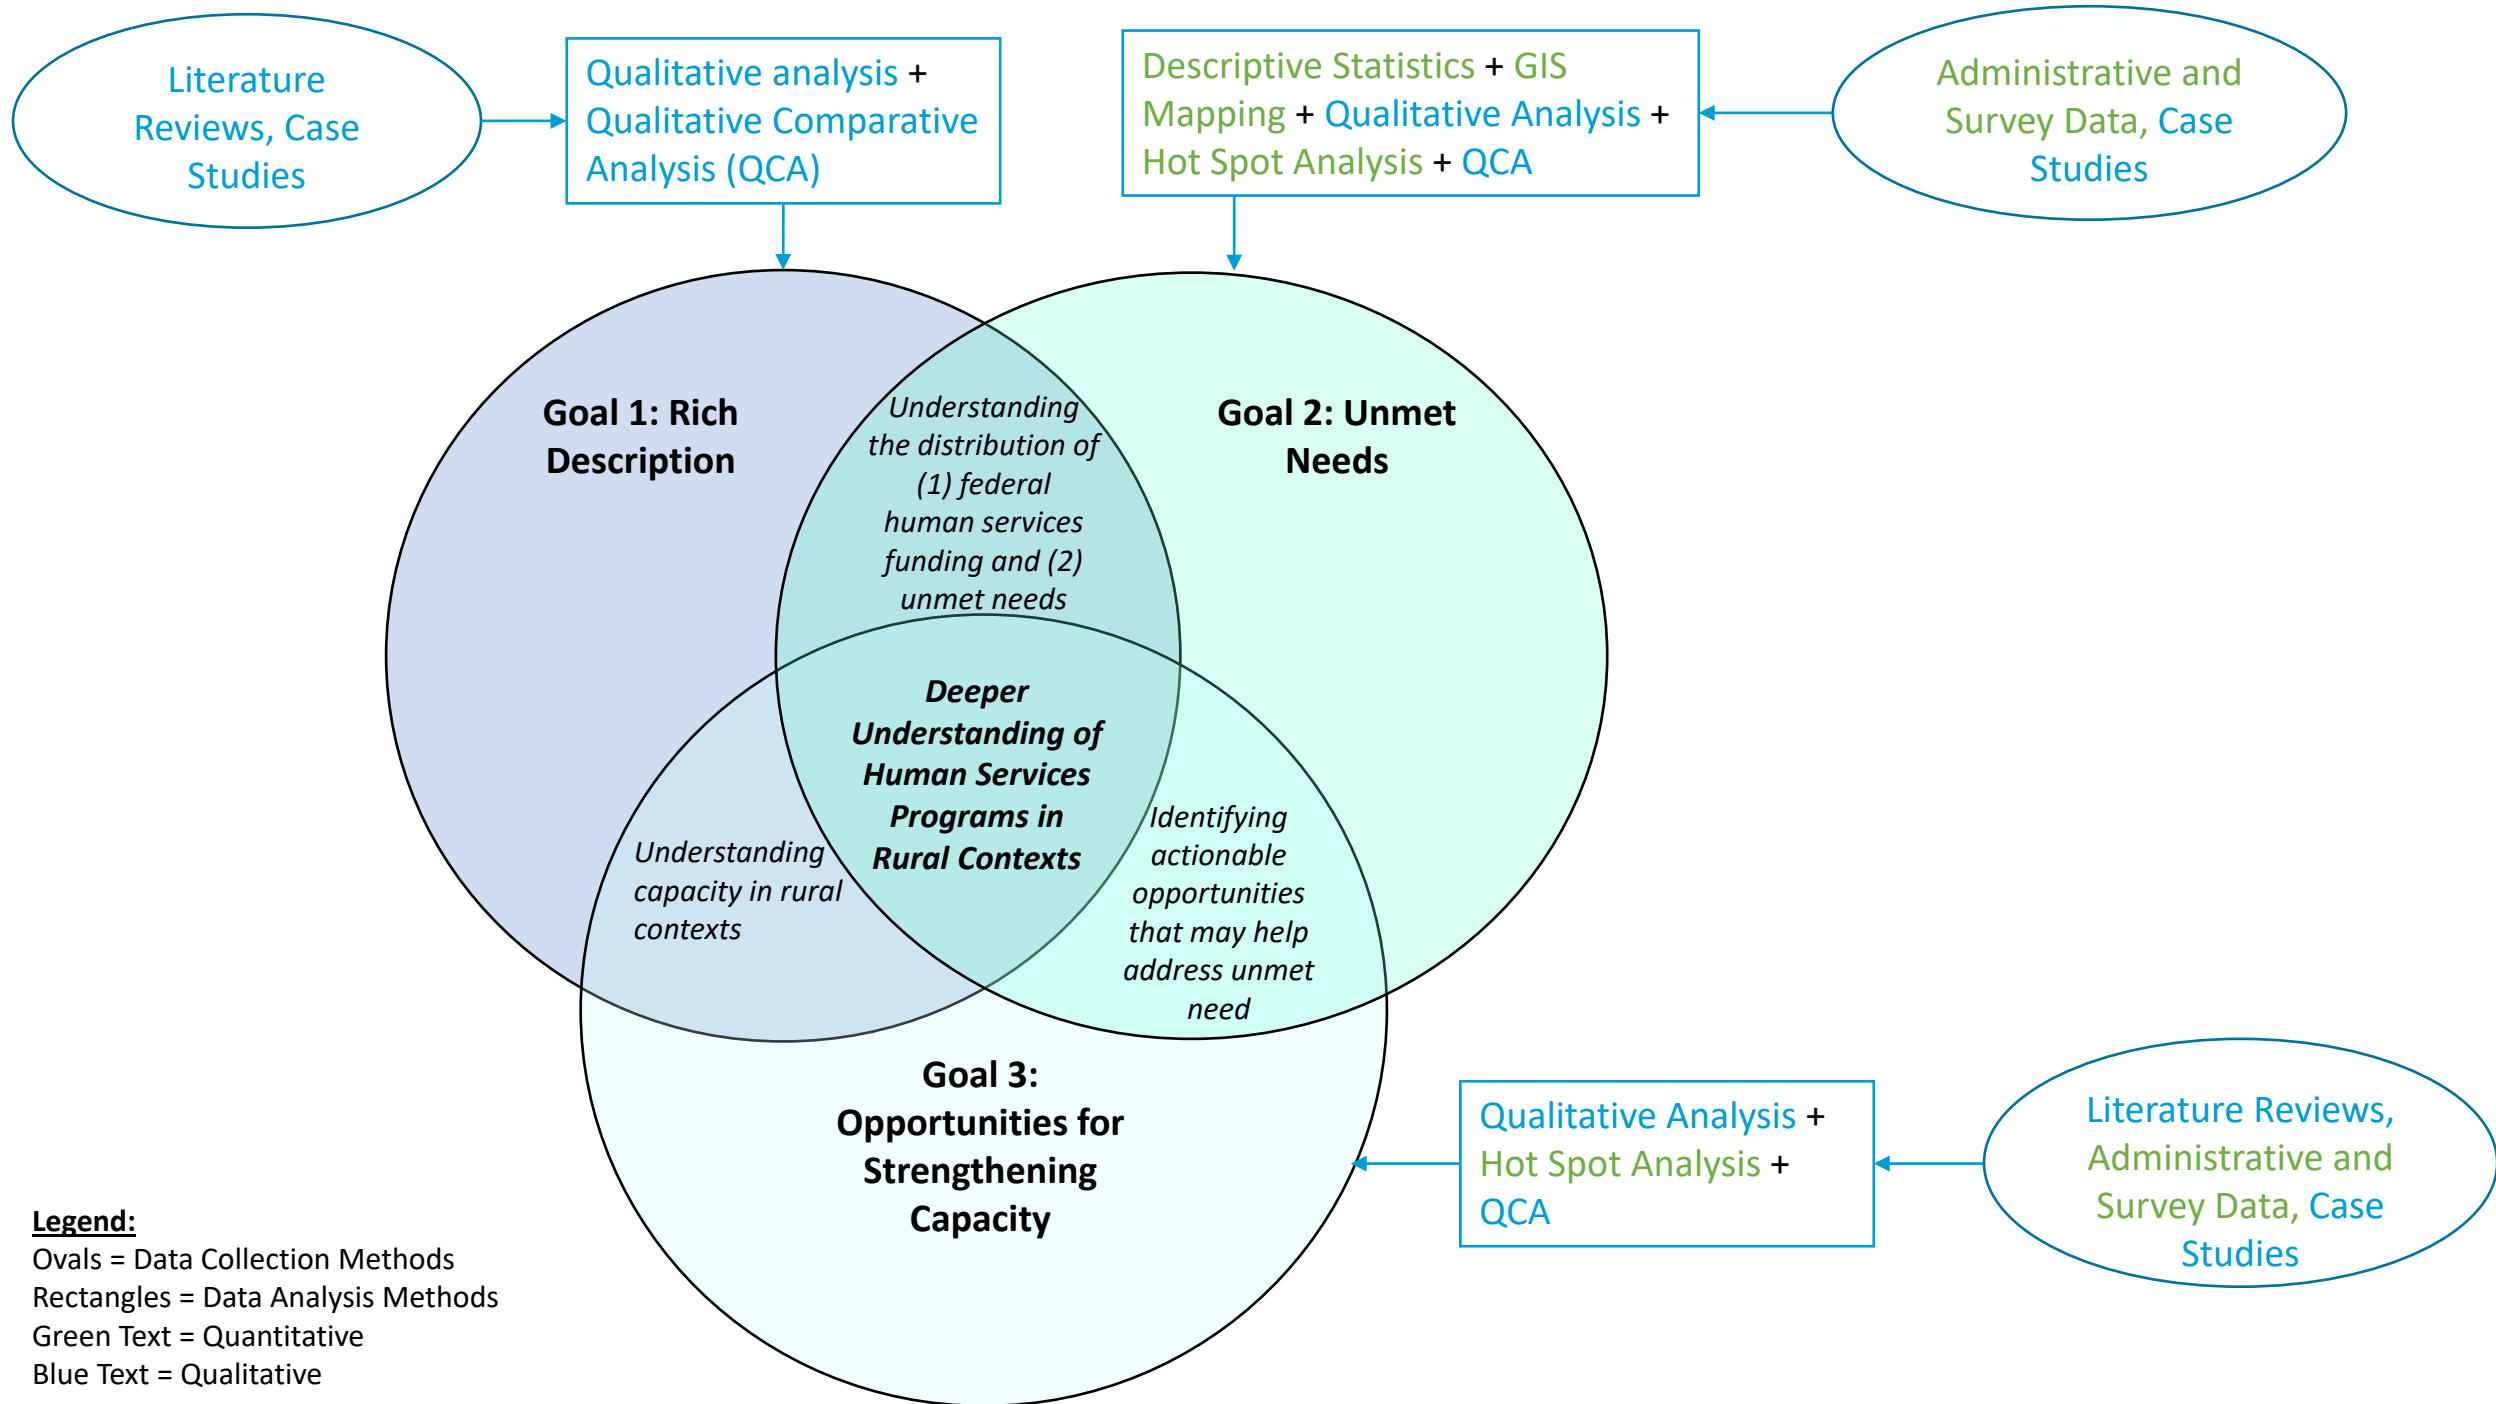 Literature
Reviews, Case
Studies
Qualitative analysis +
Qualitative Comparative
Analysis (QCA)
Descriptive Statistics + GIS
Mapping + Qualitative Analysis +
Hot Spot Analysis + QCA
Administrative and
Survey Data, Case
Studies
Goal 1: Rich
Description
Understanding
the distribution of
(1) federal
human services
funding and (2)
unmet needs
Goal 2: Unmet
Needs
Deeper
Understanding of
Human Services
Programs in
Rural Contexts
Understanding
capacity in rural
contexts
Identifying
actionable
opportunities
that may help
address unmet
need
Goal 3:
Opportunities for
Strengthening
Capacity
Qualitative Analysis +
Hot Spot Analysis +
QCA
Literature Reviews,
Administrative and
Survey Data, Case
Studies
Legend:
Ovals = Data Collection Methods
Rectangles = Data Analysis Methods
Green Text = Quantitative
Blue Text = Qualitative